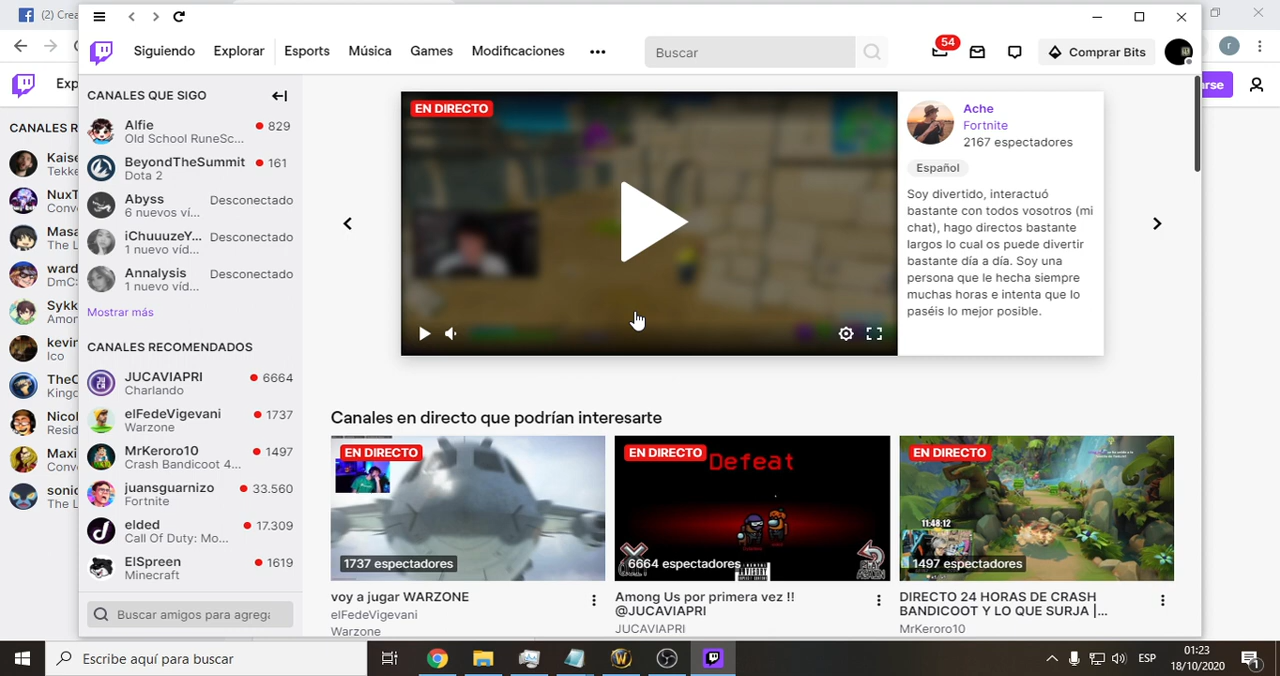 (2) Crea
Exp
rse
r
CANALES R
Kaise
Tekke
NuxT
Conv
Masa
The L
ward
DmC:
Sykk
Amon
kevin
Ico
TheC
Kingd
Nicol
Resid
Maxi
Conv
sonic
The L
Siguiendo
Explorar
Esports
Música
Games
Modificaciones
Buscar
54
Comprar Bits
CANALES QUE SIGO
Alfie
829
Old School RuneSc...
BeyondTheSummit
161
Dota 2
Abyss
Desconectado
6 nuevos ví...
iChuuuzeY...
Desconectado
1 nuevo víd...
Annalysis
Desconectado
1 nuevo víd...
Mostrar más
CANALES RECOMENDADOS
JUCAVIAPRI
6664
Charlando
elFedeVigevani
1737
Warzone
MrKeroro10
1497
Crash Bandicoot 4...
juansguarnizo
33.560
Fortnite
elded
17.309
Call Of Duty: Mo...
ElSpreen
1619
Minecraft
Buscar amigos para agrega
EN DIRECTO
Ache
Fortnite
2167 espectadores
Español
Soy divertido, interactuó
bastante con todos vosotros (mi
chat), hago directos bastante
largos lo cual os puede divertir
bastante día a día. Soy una
persona que le hecha siempre
muchas horas e intenta que lo
paséis lo mejor posible.
Canales en directo que podrían interesarte
EN DIRECTO
1737 espectadores
voy a jugar WARZONE
elFedeVigevani
Warzone
EN DIRECTO
Defeat
6664 espectadores
Among Us por primera vez !!
@JUCAVIAPRI
JUCAVIAPRI
EN DIRECTO
11:48:12
1497 espectadores
DIRECTO 24 HORAS DE CRASH
BANDICOOT Y LO QUE SURJA |...
MrKeroro10
Escribe aquí para buscar
ESP
01:23
18/10/2020
1